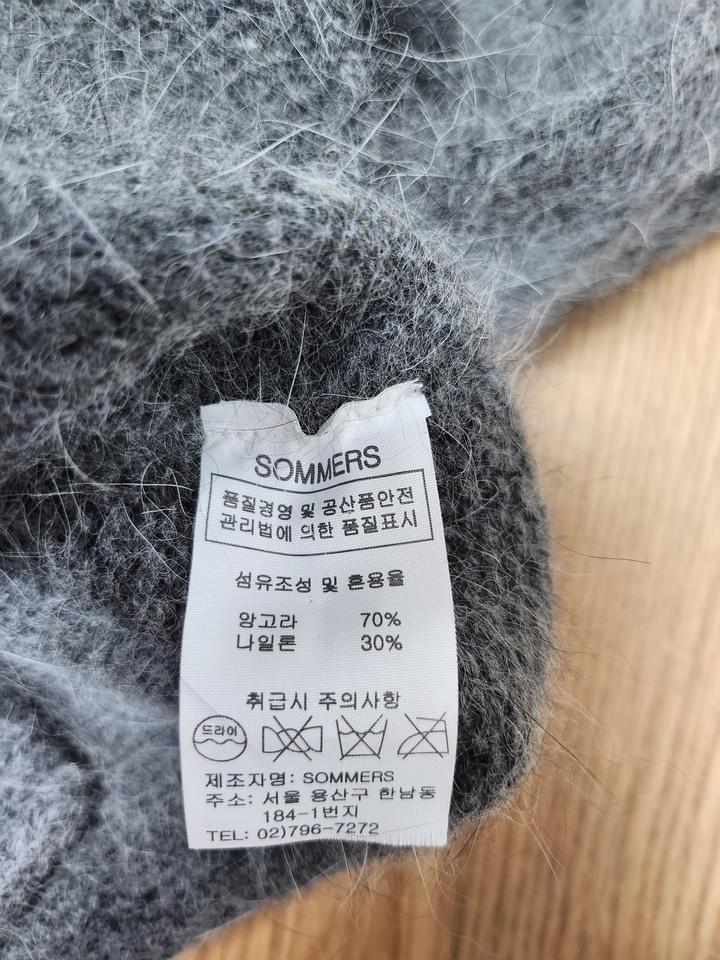 SOMMERS
품질경영 및 공산품안전
관리법에 의한 품질표시
섬유조성 및 혼용율
앙고라 70%
나일론 30%
취급시 주의사항
드라이
제조자명: SOMMERS
주소: 서울 용산구 한남동
184-1번지
TEL: 02)796-7272